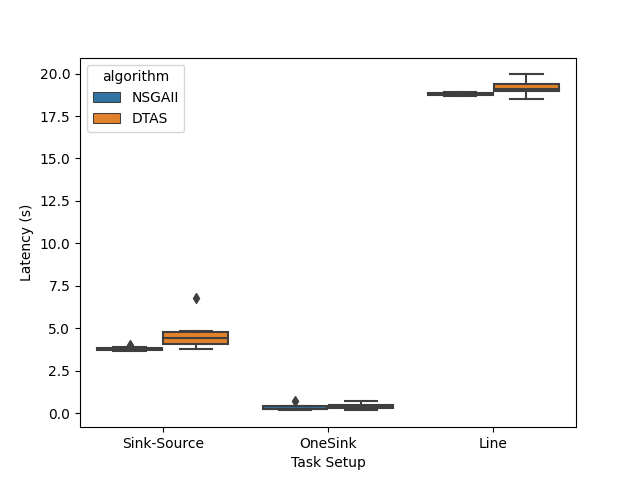 algorithm
NSGAII
DTAS
20.0
17.5
15.0
12.5
10.0
7.5
5.0
2.5
0.0
Latency (s)
Sink-Source
OneSink
Line
Task Setup